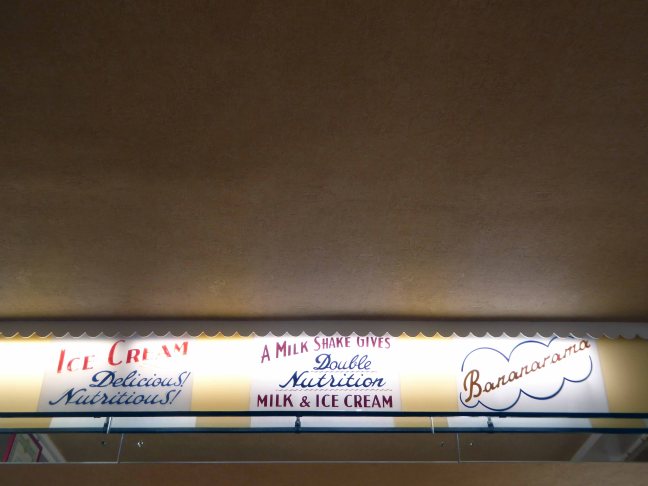 ICE CREAM
Delicious!
Nutritious!
A MILK SHAKE GIVES
Double
Nutrition
MILK & ICE CREAM
Bananarama